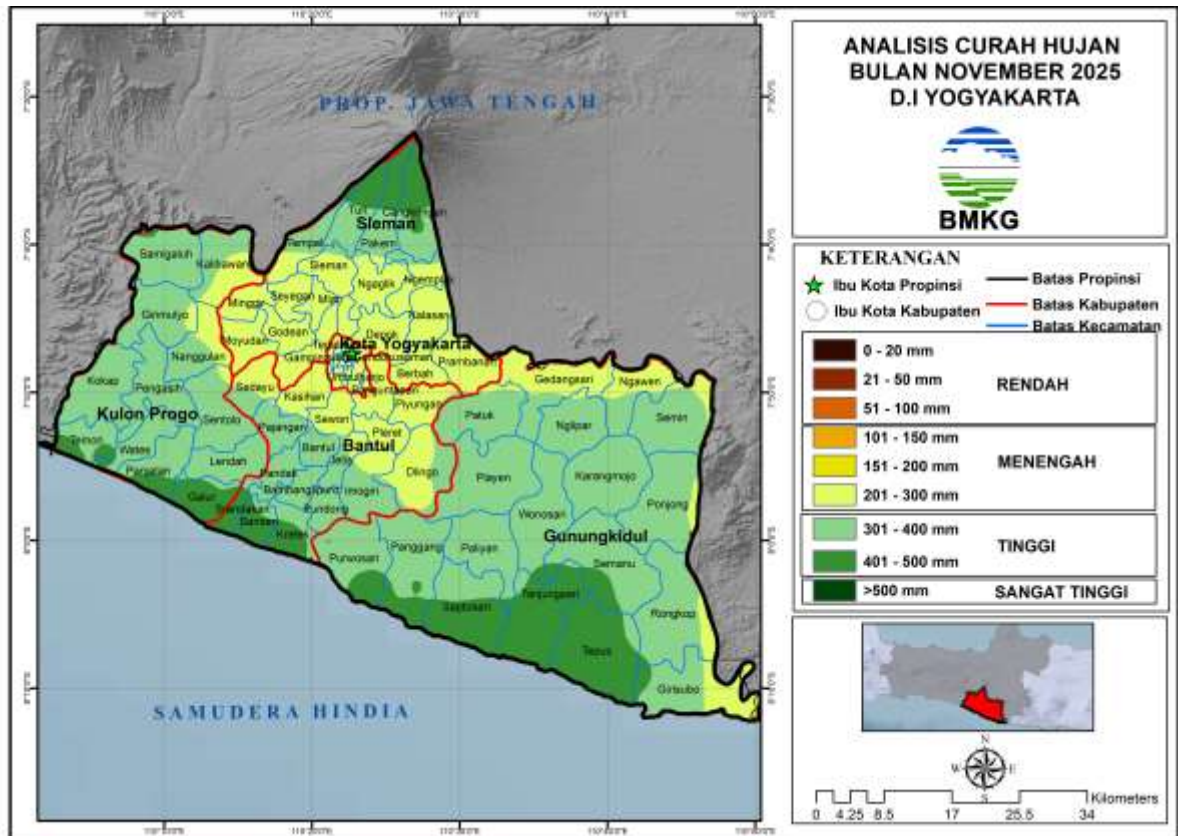 ANALISIS CURAH HUJAN
BULAN NOVEMBER 2025
D.I YOGYAKARTA
BMKG
KETERANGAN
Ibu Kota Propinsi
Ibu Kota Kabupaten
Batas Propinsi
Batas Kabupaten
Batas Kecamatan
0 - 20 mm
21 - 50 mm
51 - 100 mm
RENDAH
101 - 150 mm
151 - 200 mm
201 - 300 mm
MENENGAH
301 - 400 mm
401 - 500 mm
TINGGI
>500 mm
SANGAT TINGGI
N
W E
S
Kilometers
0 4.25 8.5 17 25.5 34
PROP. JAWA TENGAH
Turi
Sleman
Tempel
Pakem
Samigaluh
Kalibawang
Sleman
Ngaglik
Ngemplak
Minggir
Seyegan
Mlati
Kalasan
Girimulyo
Godean
Depok
Moyudan
Kota Yogyakarta
Nanggulan
Gamping
Prambanan
Berbah
Gedangsari
Ngawen
Kokap
Pengasih
Sedayu
Kasihan
Piyungan
Kulon Progo
Sentolo
Pajangan
Sewon
Pleret
Patuk
Nglipar
Semin
Temon
Wates
Bantul
Bantul
Jetis
Dlingo
Playen
Karangmojo
Panjatan
Lendah
Pandak
Bambanglipuro
Imogiri
Ponjong
Galur
Srandakan
Sanden
Pundong
Kretek
Wonosari
Gunungkidul
Purwosari
Panggang
Paliyan
Semanu
Saptosari
Tanjungsari
Rongkop
Tepus
Girisubo
SAMUDERA HINDIA